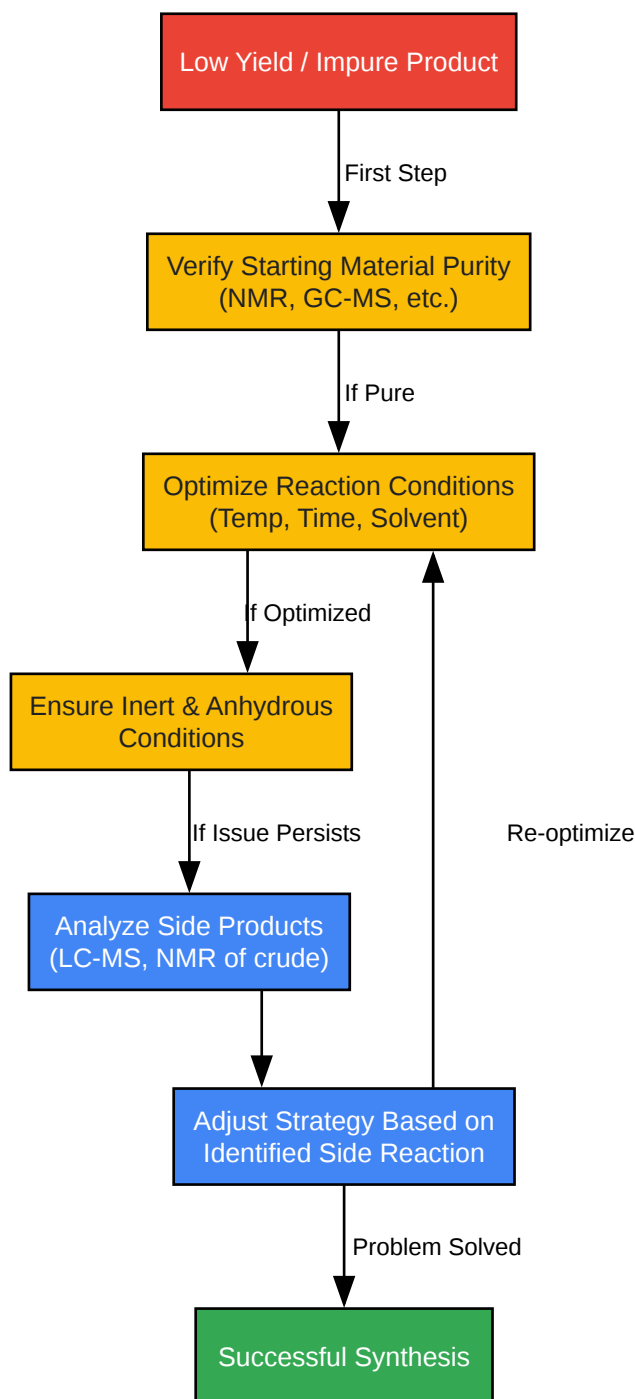 Low Yield / Impure Product
First Step
Verify Starting Material Purity
(NMR, GC-MS, etc.)
If Pure
Optimize Reaction Conditions
(Temp, Time, Solvent)
If Optimized
Ensure Inert & Anhydrous
Conditions
If Issue Persists
Re-optimize
Analyze Side Products
(LC-MS, NMR of crude)
Adjust Strategy Based on
Identified Side Reaction
Problem Solved
Successful Synthesis